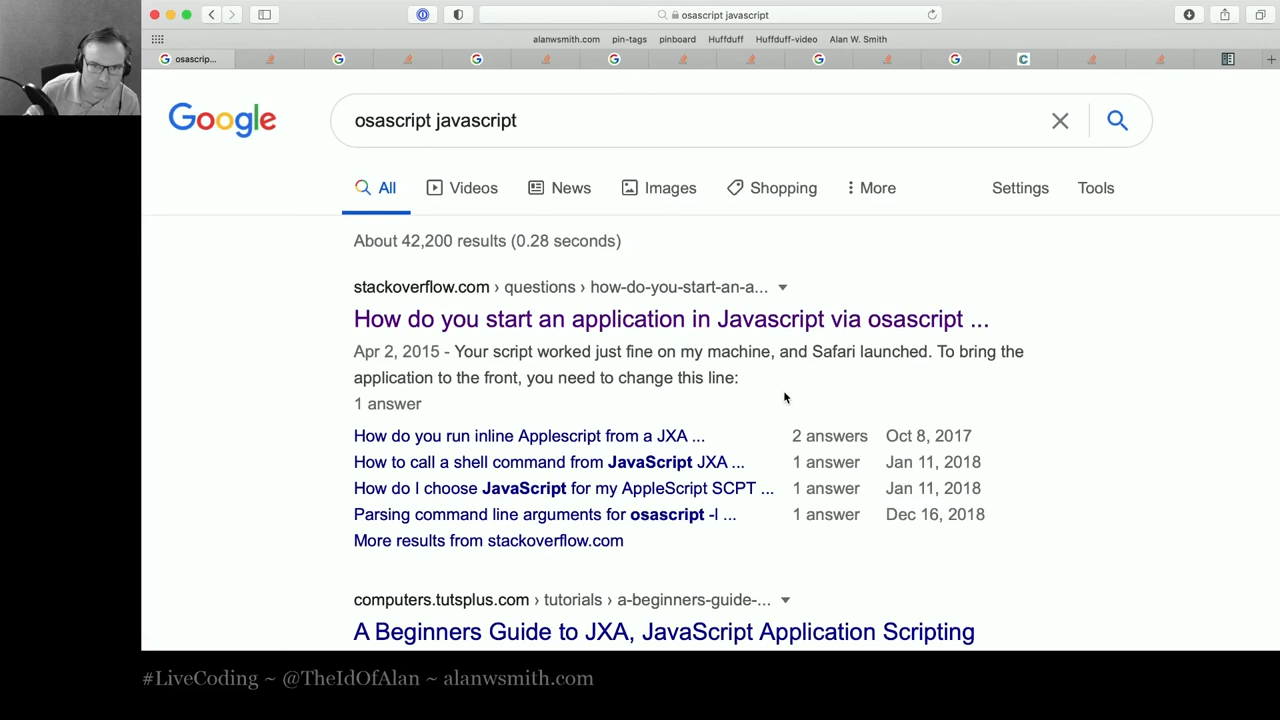 osascript javascript
alanwsmith.com pin-tags pinboard Huffduff Huffduff-video Alan W. Smith
osascrip...
Google
osascript javascript
All Videos News Images Shopping More Settings Tools
About 42,200 results (0.28 seconds)
stackoverflow.com › questions › how-do-you-start-an-a...
How do you start an application in Javascript via osascript ...
Apr 2, 2015 - Your script worked just fine on my machine, and Safari launched. To bring the
application to the front, you need to change this line:
1 answer
How do you run inline Applescript from a JXA ... 2 answers Oct 8, 2017
How to call a shell command from JavaScript JXA ... 1 answer Jan 11, 2018
How do I choose JavaScript for my AppleScript SCPT ... 1 answer Jan 11, 2018
Parsing command line arguments for osascript -l ... 1 answer Dec 16, 2018
More results from stackoverflow.com
computers.tutsplus.com › tutorials › a-beginners-guide-...
A Beginners Guide to JXA, JavaScript Application Scripting
#LiveCoding ~ @TheIdOfAlan ~ alanwsmith.com